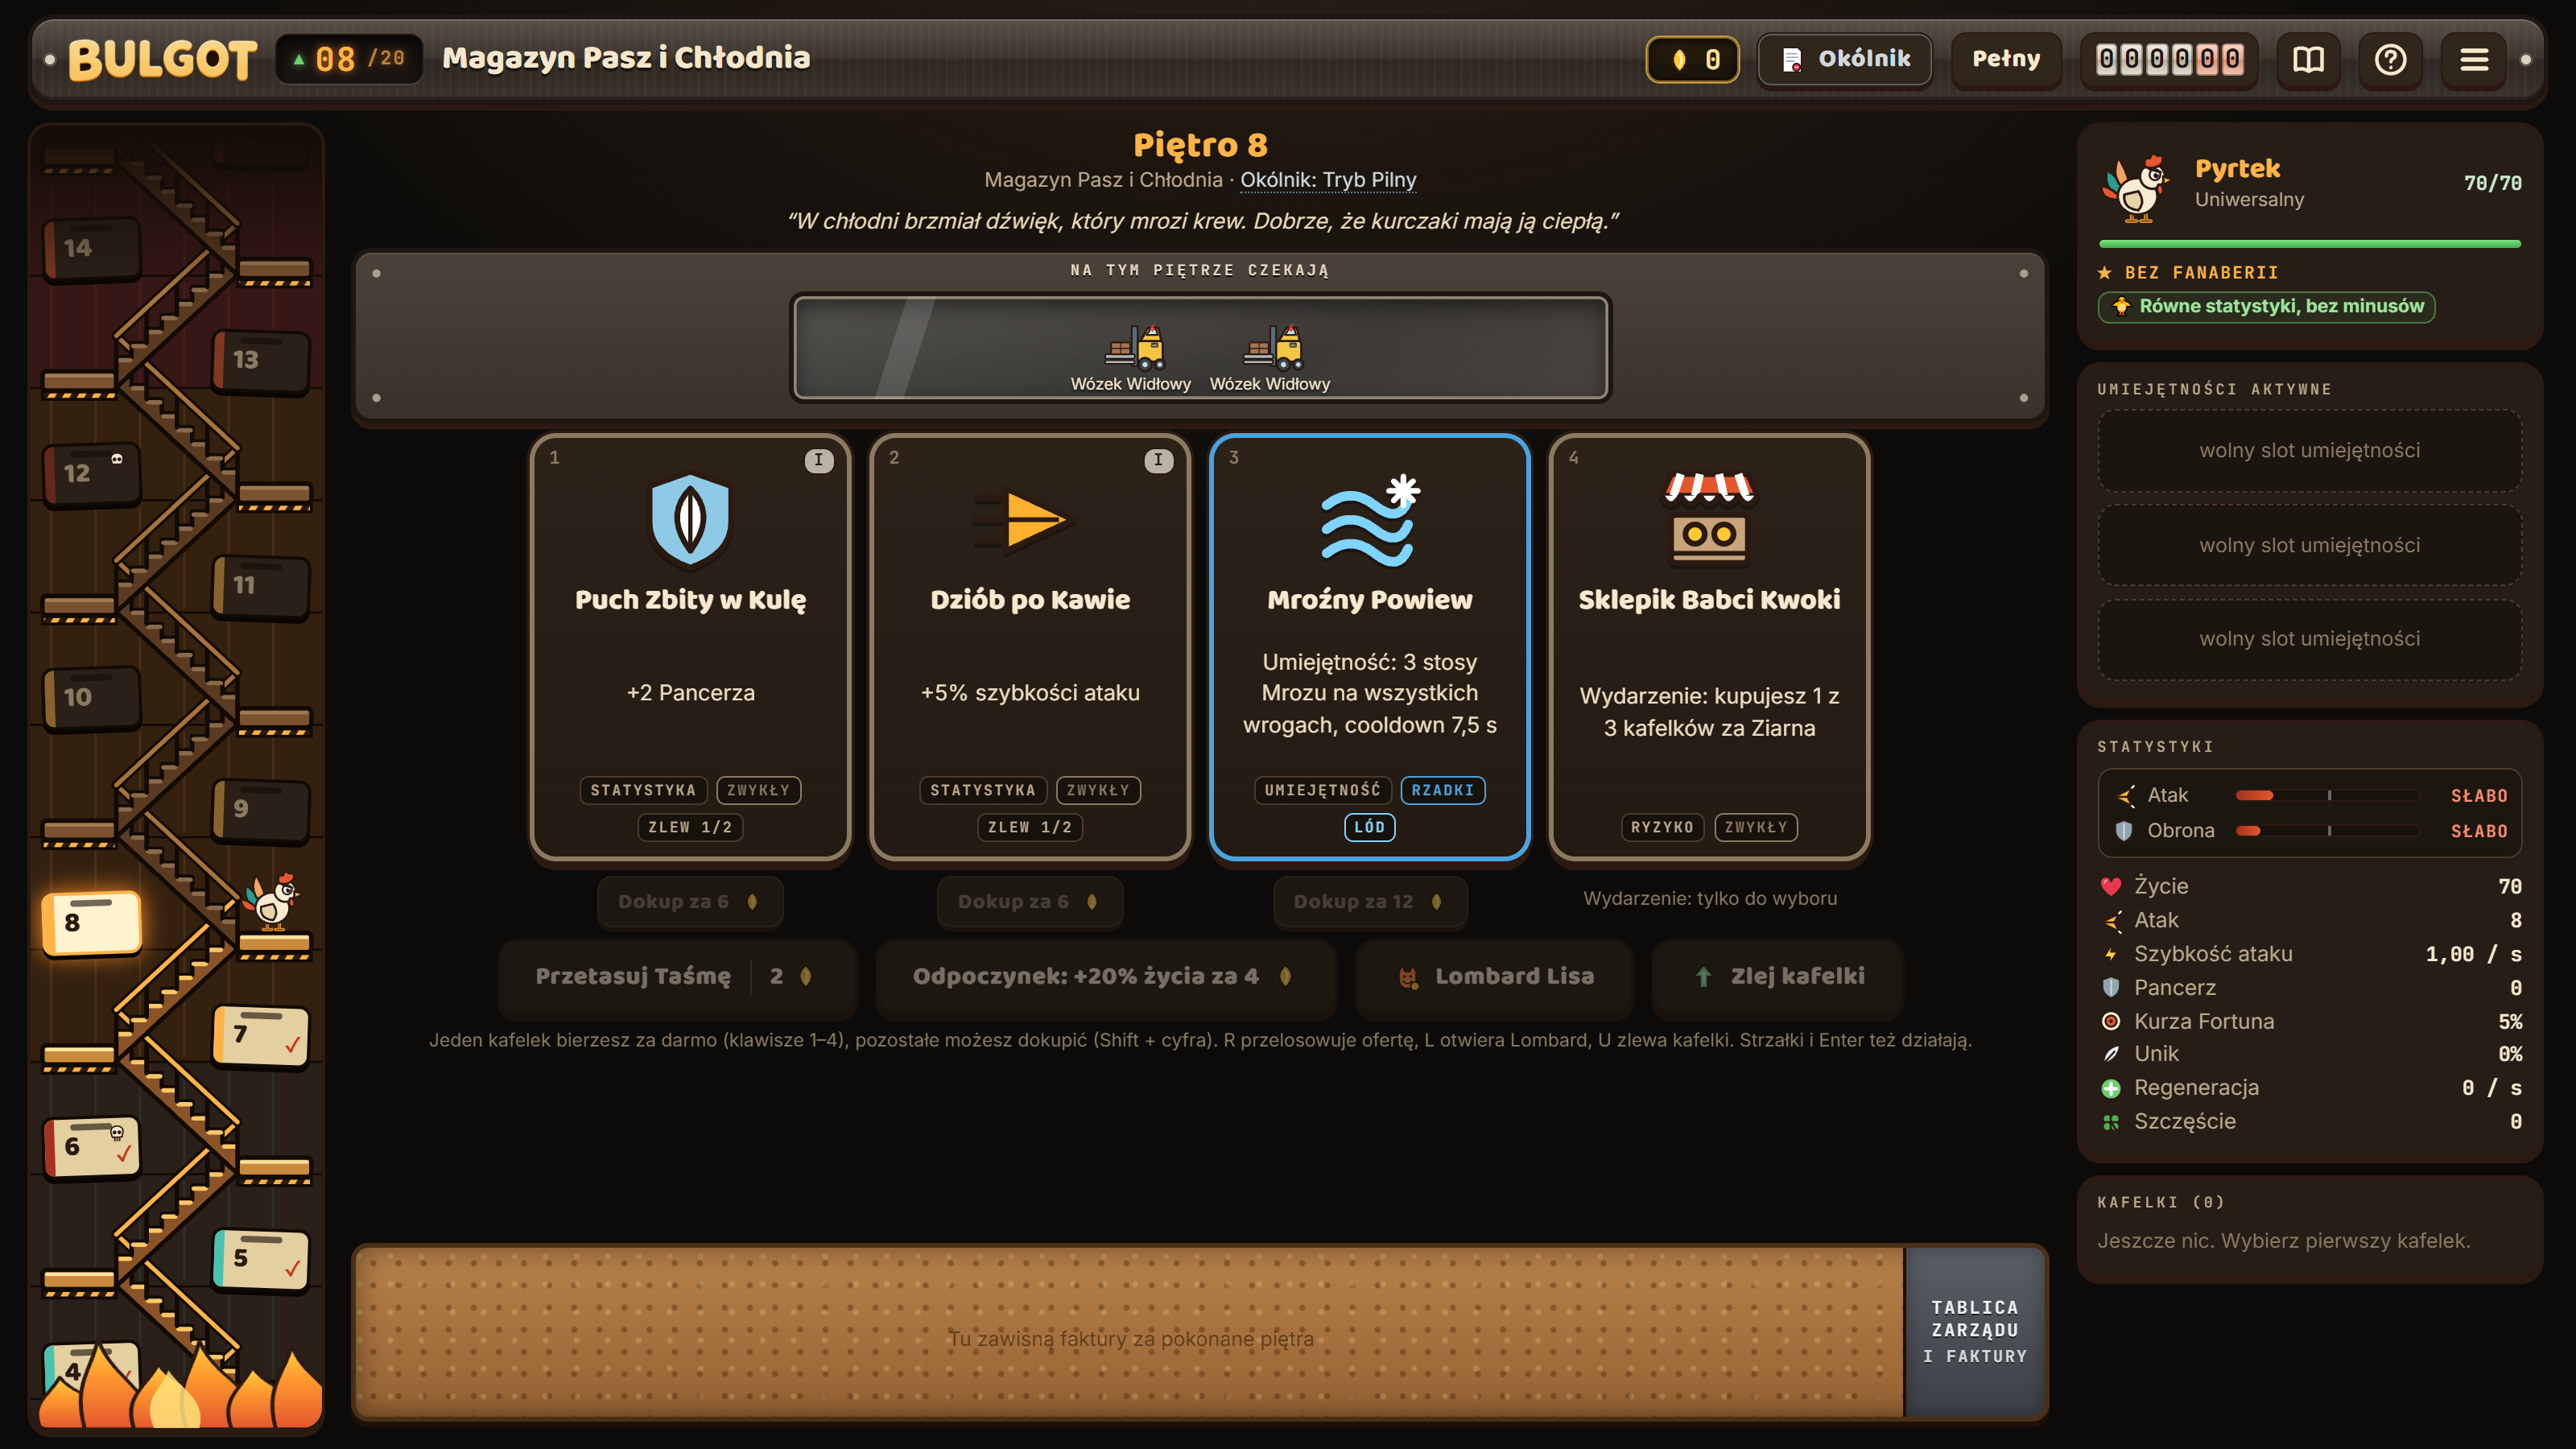 BULGOT
▲ 08 /20
Magazyn Pasz i Chłodnia
0
Okólnik
Pełny
000000
Piętro 8
Magazyn Pasz i Chłodnia · Okólnik: Tryb Pilny
“W chłodni brzmiał dźwięk, który mrozi krew. Dobrze, że kurczaki mają ją ciepłą.”
NA TYM PIĘTRZE CZEKAJĄ
Wózek Widłowy
Wózek Widłowy
14
13
12
11
10
9
8
7
6
5
4
1
I
Puch Zbity w Kulę
+2 Pancerza
STATYSTYKA
ZWYKŁY
ZLEW 1/2
Dokup za 6
2
I
Dziób po Kawie
+5% szybkości ataku
STATYSTYKA
ZWYKŁY
ZLEW 1/2
Dokup za 6
3
Mroźny Powiew
Umiejętność: 3 stosy
Mrozu na wszystkich
wrogach, cooldown 7,5 s
UMIEJĘTNOŚĆ
RZADKI
LÓD
Dokup za 12
4
Sklepik Babci Kwoki
Wydarzenie: kupujesz 1 z
3 kafelków za Ziarna
RYZYKO
ZWYKŁY
Wydarzenie: tylko do wyboru
Przetasuj Taśmę 2
Odpoczynek: +20% życia za 4
Lombard Lisa
Zlej kafelki
Jeden kafelek bierzesz za darmo (klawisze 1–4), pozostałe możesz dokupić (Shift + cyfra). R przelosowuje ofertę, L otwiera Lombard, U zlewa kafelki. Strzałki i Enter też działają.
Tu zawisną faktury za pokonane piętra
TABLICA
ZARZĄDU
I FAKTURY
Pyrtek
Uniwersalny
70/70
★ BEZ FANABERII
Równe statystyki, bez minusów
UMIEJĘTNOŚCI AKTYWNE
wolny slot umiejętności
wolny slot umiejętności
wolny slot umiejętności
STATYSTYKI
Atak SŁABO
Obrona SŁABO
Życie 70
Atak 8
Szybkość ataku 1,00 / s
Pancerz 0
Kurza Fortuna 5%
Unik 0%
Regeneracja 0 / s
Szczęście 0
KAFELKI (0)
Jeszcze nic. Wybierz pierwszy kafelek.